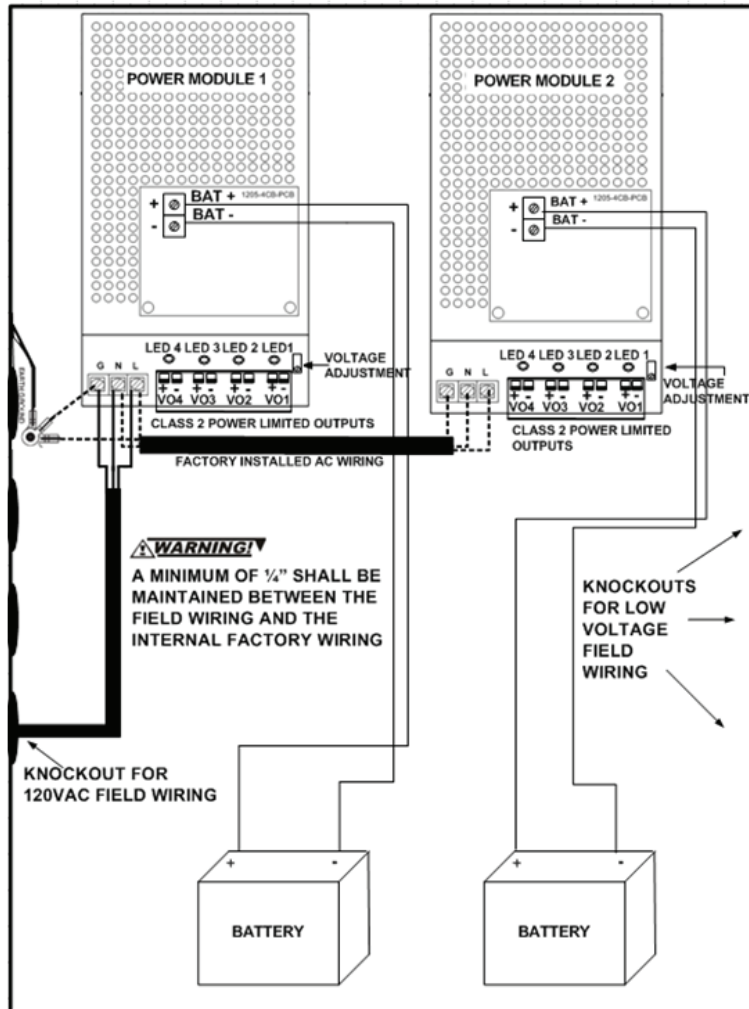 POWER MODULE 1
BAT + 1205-4CB-PCB
+
BAT -
-
LED 4 LED 3 LED 2 LED1
VOLTAGE
ADJUSTMENT
G N L
+ - + - + - + -
VO4 VO3 VO2 VO1
CLASS 2 POWER LIMITED OUTPUTS
POWER MODULE 2
BAT + 1205-4CB-PCB
+
BAT -
-
LED 4 LED 3 LED 2 LED 1
VOLTAGE
ADJUSTMENT
G N L
+ - + - + - + -
VO4 VO3 VO2 VO1
CLASS 2 POWER LIMITED
OUTPUTS
EARTH GROUND
FACTORY INSTALLED AC WIRING
WARNING!
A MINIMUM OF ¼” SHALL BE
MAINTAINED BETWEEN THE
FIELD WIRING AND THE
INTERNAL FACTORY WIRING
KNOCKOUTS
FOR LOW
VOLTAGE
FIELD
WIRING
KNOCKOUT FOR
120VAC FIELD WIRING
+ -
BATTERY
+ -
BATTERY